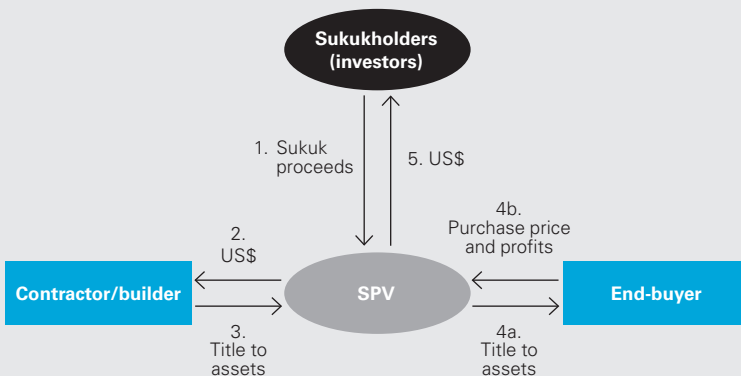 Sukukholders
(investors)
1. Sukuk
proceeds
5. US$
4b.
Purchase price
and profits
2.
US$
Contractor/builder
SPV
End-buyer
3.
Title to
assets
4a.
Title to
assets